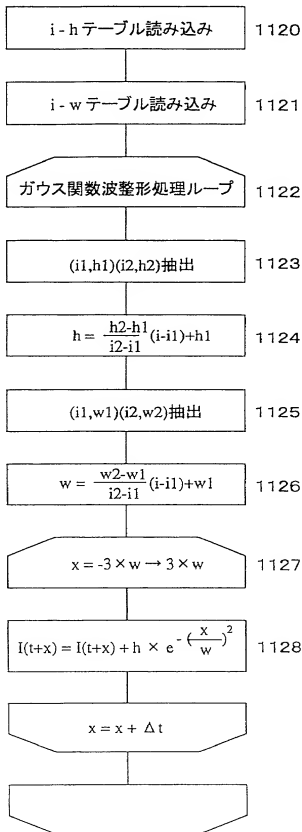 i - h テーブル読み込み 1120
i - w テーブル読み込み 1121
ガウス関数波整形処理ループ 1122
(i1,h1)(i2,h2)抽出 1123
h = \frac{h2-h1}{i2-i1}(i-i1)+h1 1124
(i1,w1)(i2,w2)抽出 1125
w = \frac{w2-w1}{i2-i1}(i-i1)+w1 1126
x = -3 × w → 3 × w 1127
I(t+x) = I(t+x) + h × e^{-(\frac{x}{w})^2} 1128
x = x + Δt